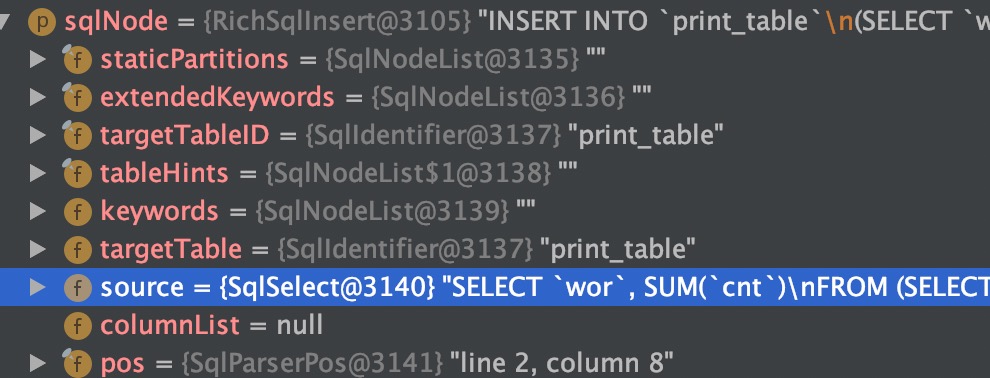 p sqlNode = {RichSqlInsert@3105} "INSERT INTO `print_table`\n(SELECT `w
f staticPartitions = {SqlNodeList@3135} ""
f extendedKeywords = {SqlNodeList@3136} ""
f targetTableID = {SqlIdentifier@3137} "print_table"
f tableHints = {SqlNodeList$1@3138} ""
f keywords = {SqlNodeList@3139} ""
f targetTable = {SqlIdentifier@3137} "print_table"
f source = {SqlSelect@3140} "SELECT `wor`, SUM(`cnt`)\nFROM (SELECT
f columnList = null
f pos = {SqlParserPos@3141} "line 2, column 8"